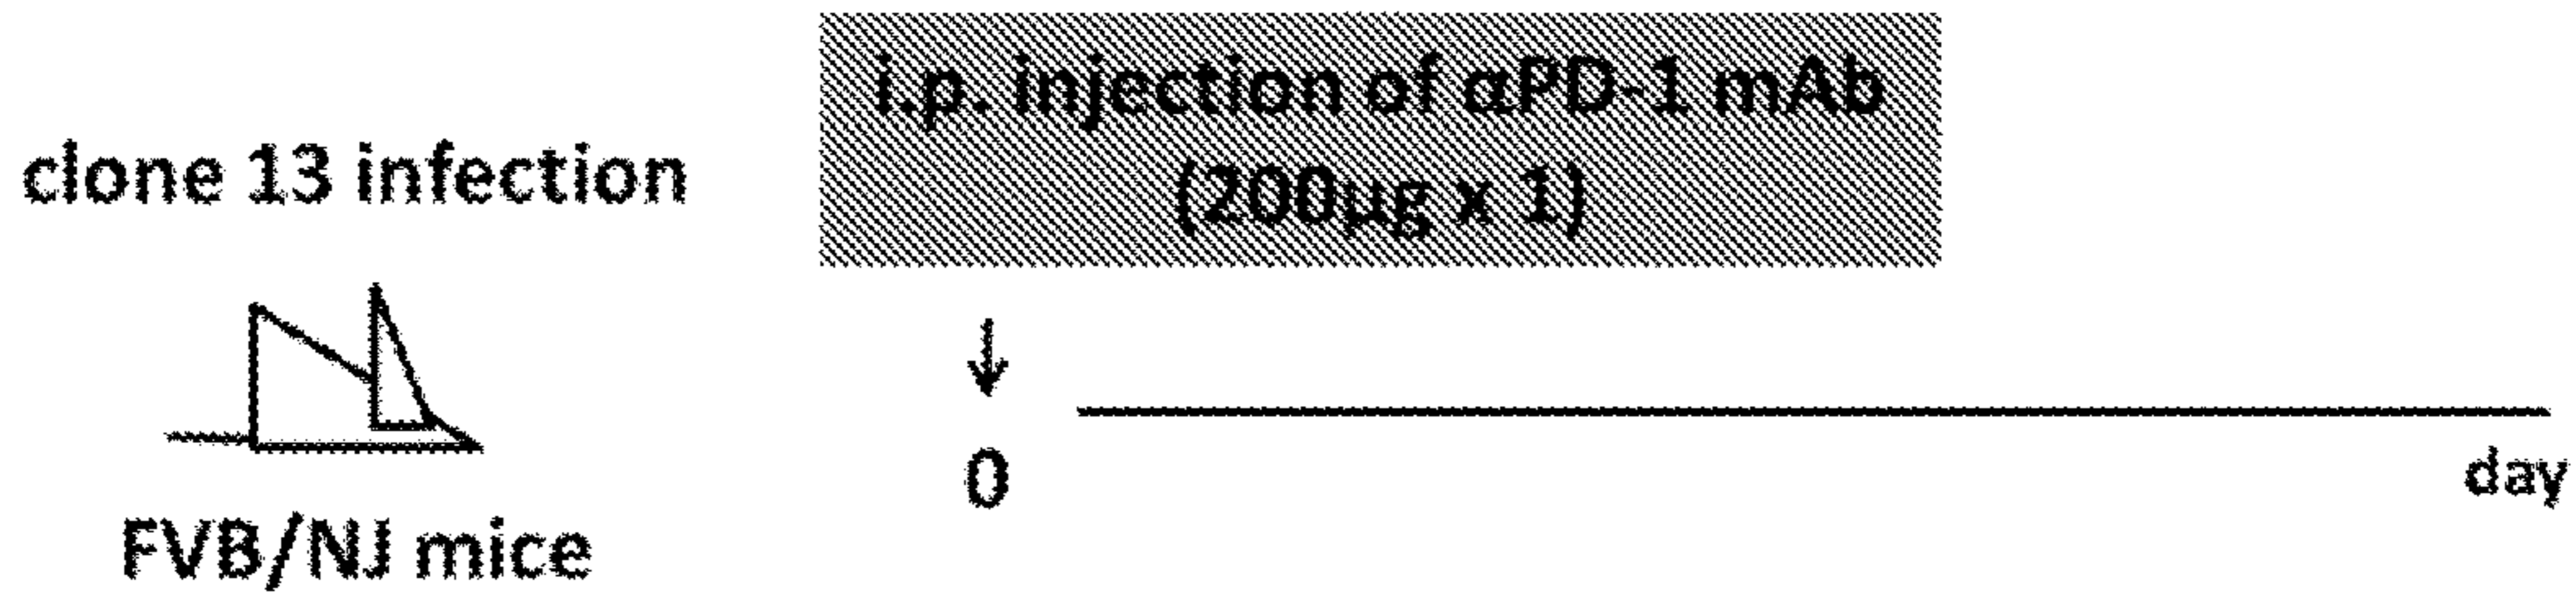 clone 13 infection
FVB/NJ mice
i.p. injection of αPD-1 mAb
(200μg x 1)
0
day